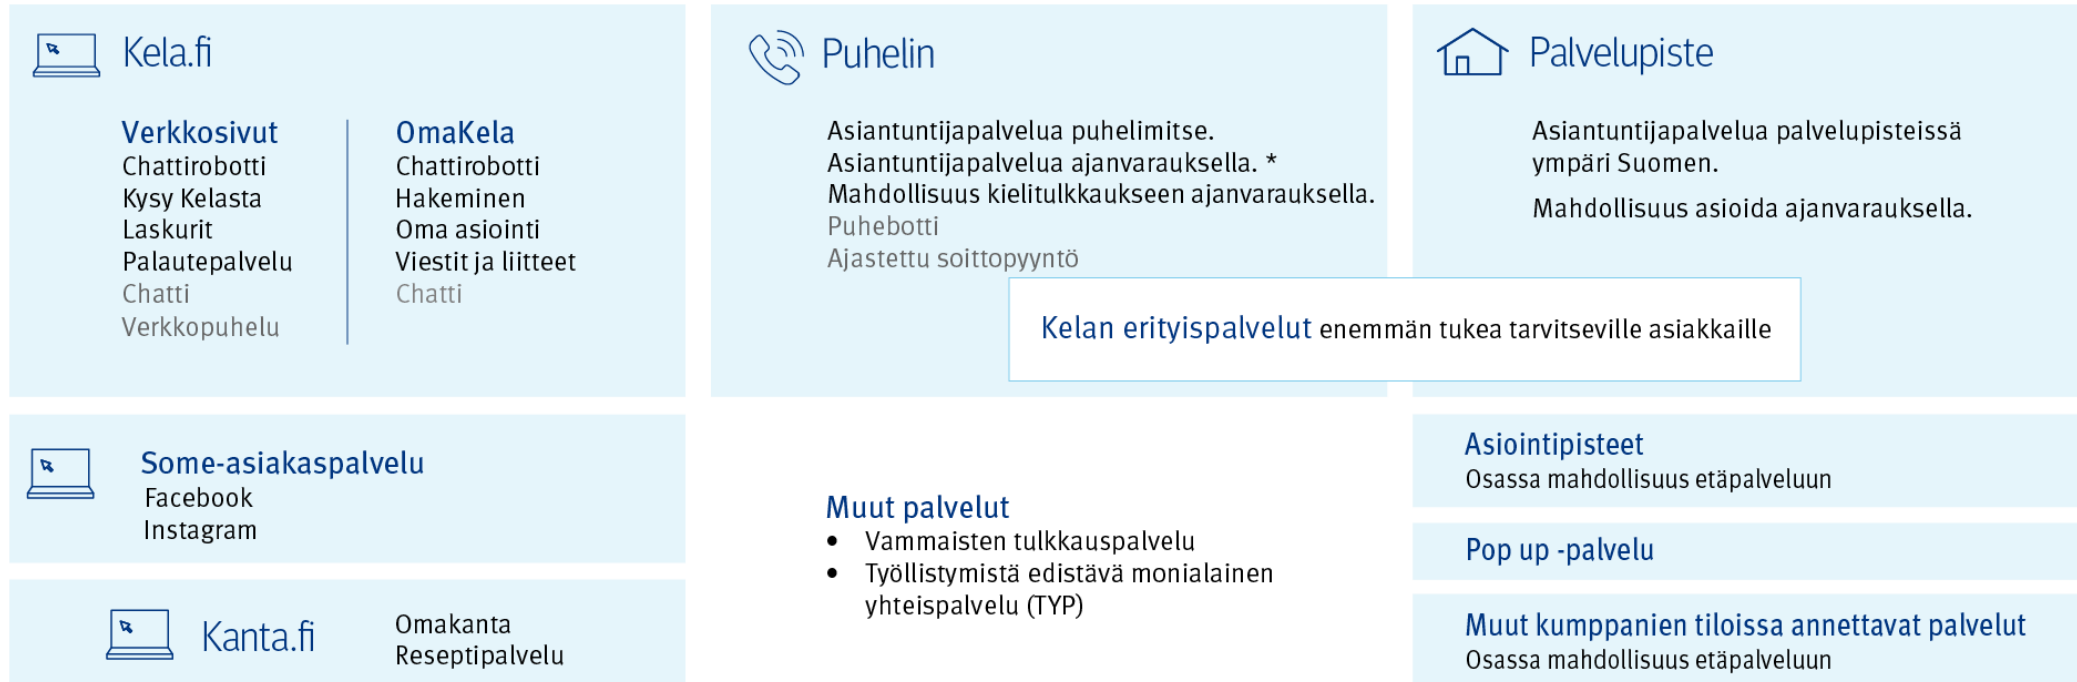 Kela.fi
Verkkosivut
Chattirobotti
Kysy Kelasta
Laskurit
Palautepalvelu
Chatti
Verkkopuhelu
OmaKela
Chattirobotti
Hakeminen
Oma asiointi
Viestit ja liitteet
Chatti
Puhelin
Asiantuntijapalvelua puhelimitse.
Asiantuntijapalvelua ajanvarauksella. *
Mahdollisuus kielitulkkaukseen ajanvarauksella.
Puhebotti
Ajastettu soittopyyntö
Palvelupiste
Asiantuntijapalvelua palvelupisteissä
ympäri Suomen.
Mahdollisuus asioida ajanvarauksella.
Kelan erityispalvelut enemmän tukea tarvitseville asiakkaille
Some-asiakaspalvelu
Facebook
Instagram
Kanta.fi
Omakanta
Reseptipalvelu
Muut palvelut
• Vammaisten tulkkauspalvelu
• Työllistymistä edistävä monialainen
yhteispalvelu (TYP)
Asiointipisteet
Osassa mahdollisuus etäpalveluun
Pop up -palvelu
Muut kumppanien tiloissa annettavat palvelut
Osassa mahdollisuus etäpalveluun